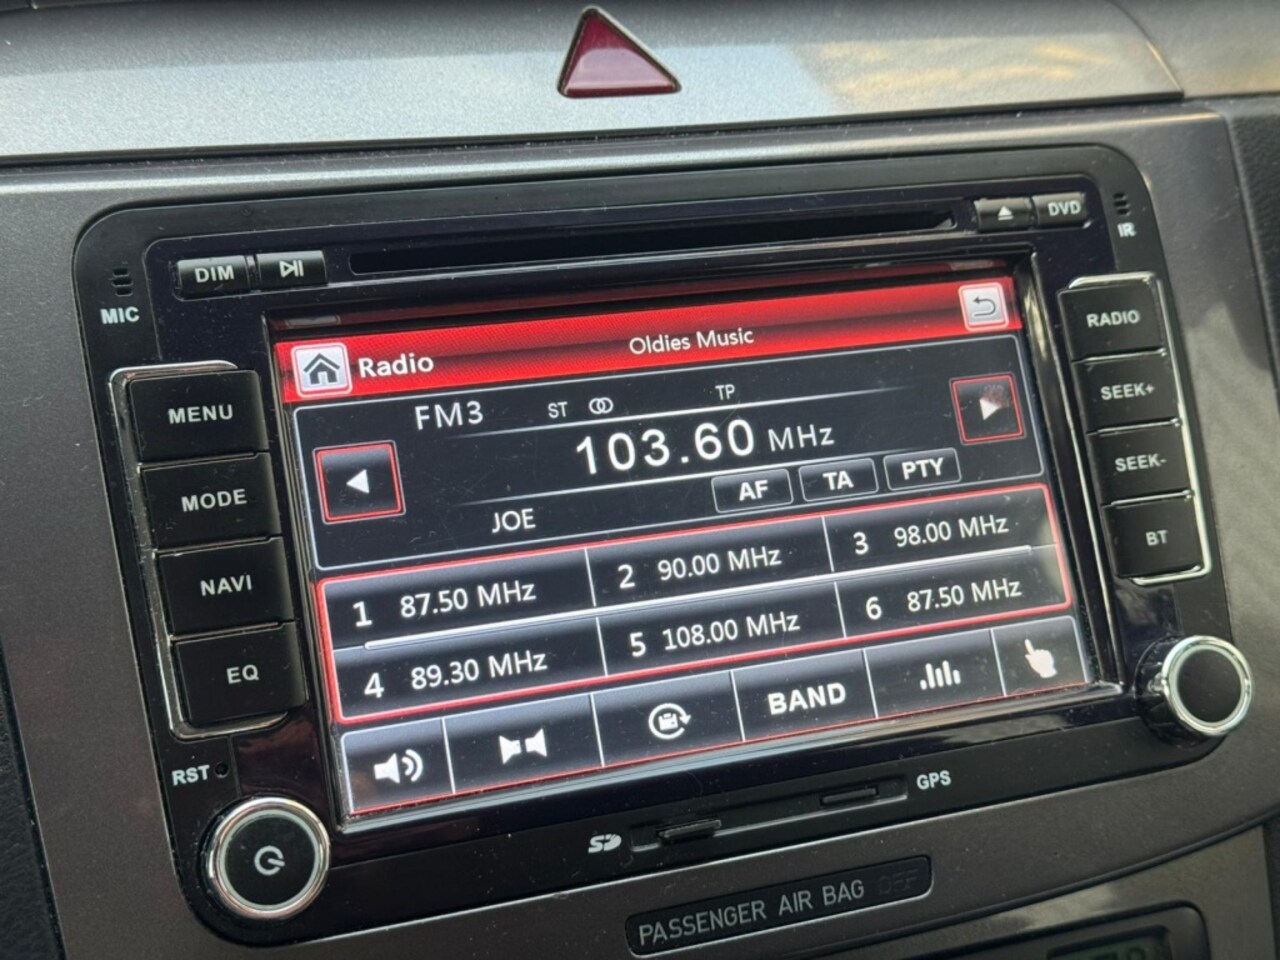 DIM
DVD
MIC
IR
Radio
Oldies Music
RADIO
MENU
FM3 ST TP
SEEK+
103.60 MHz
MODE
AF TA PTY
SEEK-
JOE
1 87.50 MHz 2 90.00 MHz 3 98.00 MHz
BT
NAVI
4 89.30 MHz 5 108.00 MHz 6 87.50 MHz
EQ
BAND
RST
GPS
SD
PASSENGER AIR BAG OFF